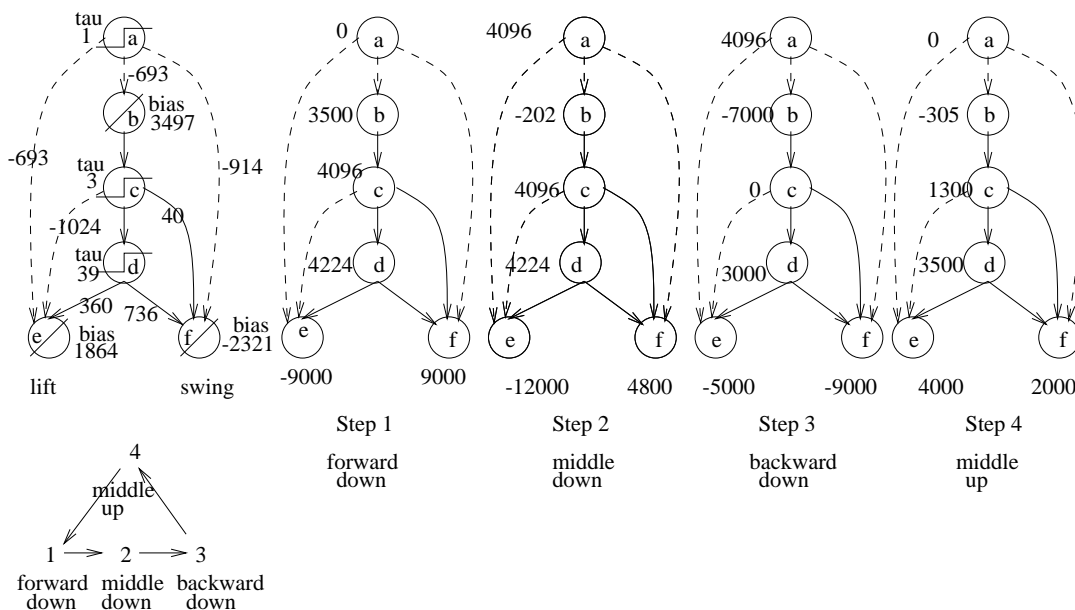 tau
1
a
-693
b
bias
3497
-693
tau
3
c
-914
-1024
40
tau
39
d
360
736
e
bias
1864
f
bias
-2321
lift
swing
0
a
3500
b
4096
c
4224
d
e
f
-9000
9000
Step 1
forward
down
4096
a
-202
b
4096
c
4224
d
e
f
-12000
4800
Step 2
middle
down
4096
a
-7000
b
0
c
3000
d
e
f
-5000
-9000
Step 3
backward
down
0
a
-305
b
1300
c
3500
d
e
f
4000
2000
Step 4
middle
up
4
middle
up
1
2
3
forward
down
middle
down
backward
down